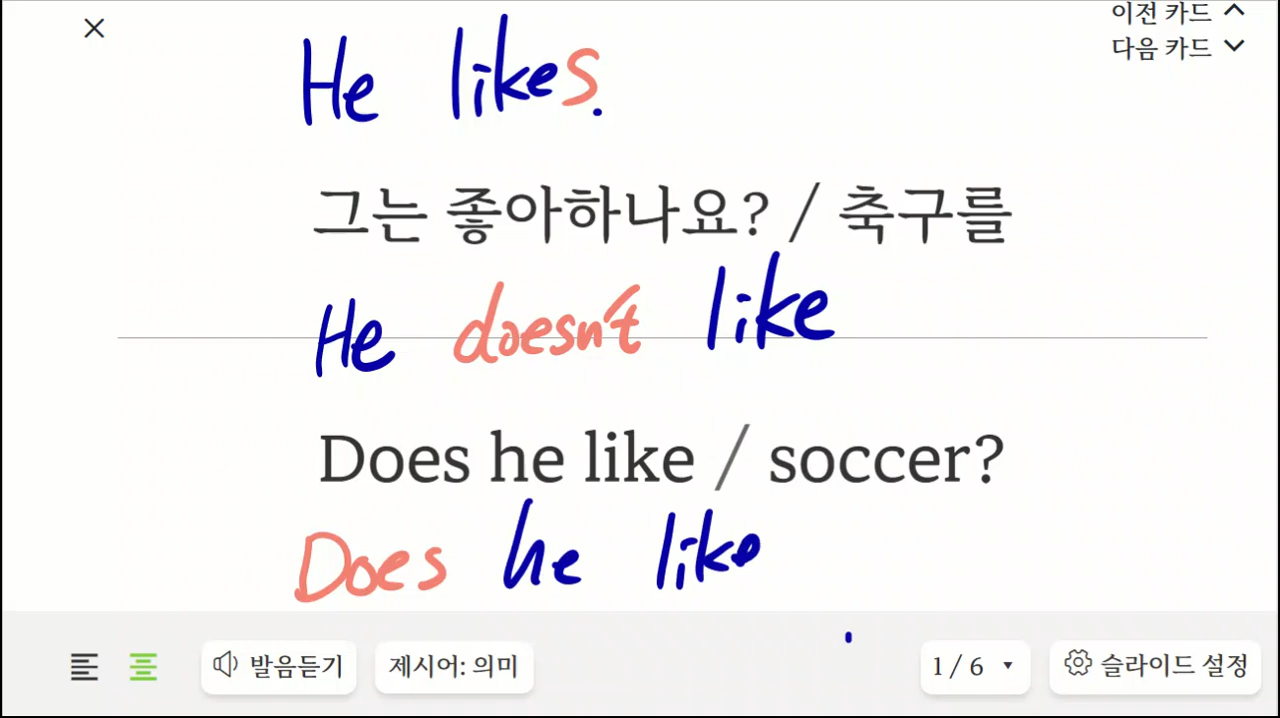 이전 카드
다음 카드
He likes.
그는 좋아하나요? / 축구를
He doesn't like
Does he like / soccer?
Does he like
발음듣기 제시어: 의미 1 / 6 슬라이드 설정